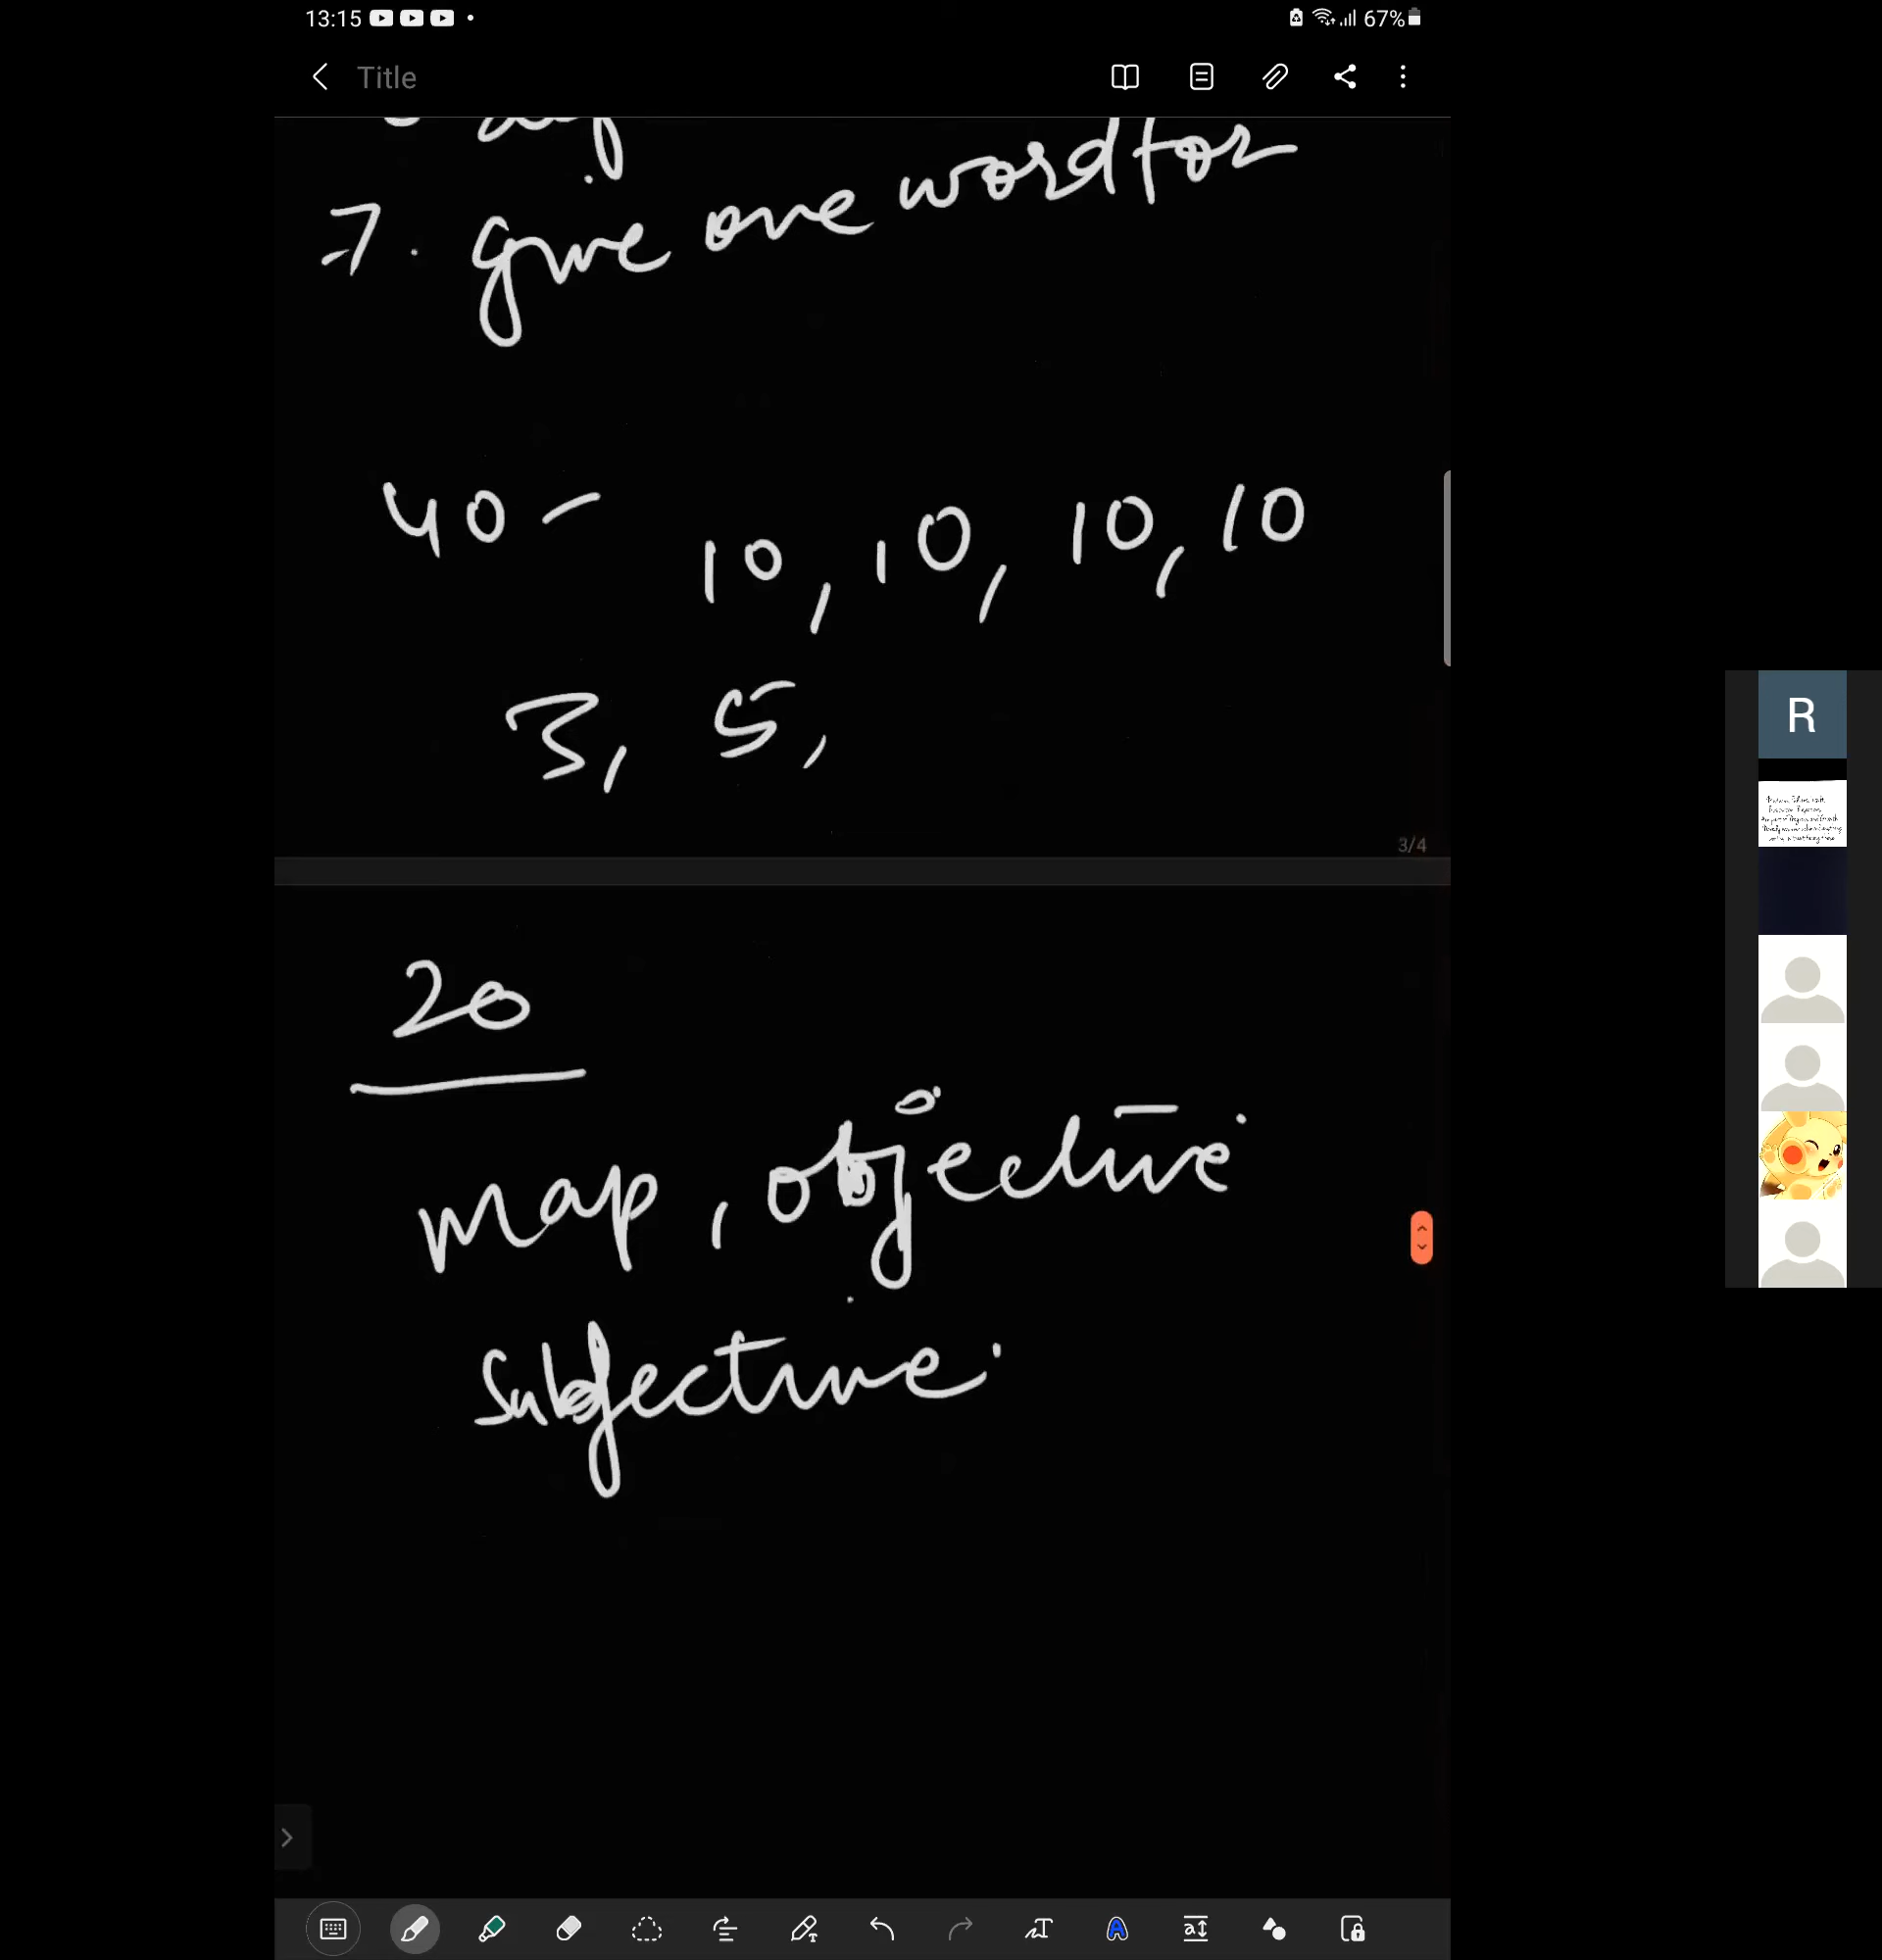 13:15 67%
Title
7. give one word for
40 - 10, 10, 10, 10
3, 5,
3/4
R
20
map, objective
subjective